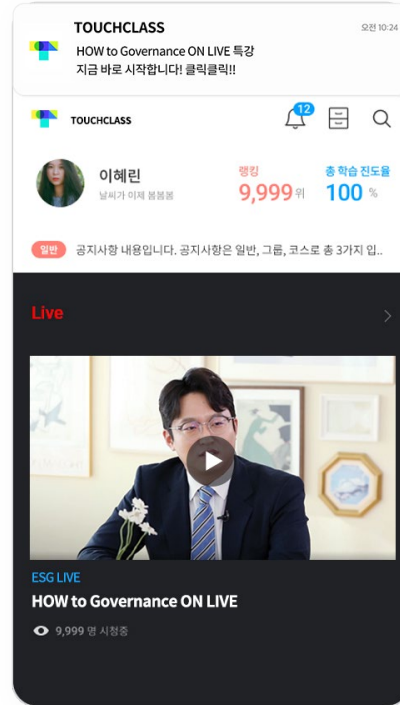 TOUCHCLASS
오전 10:24
HOW to Governance ON LIVE 특강
지금 바로 시작합니다! 클릭클릭!!
TOUCHCLASS
12
이혜린
날씨가 이제 봄봄봄
랭킹
9,999 위
총 학습 진도율
100 %
일반
공지사항 내용입니다. 공지사항은 일반, 그룹, 코스로 총 3가지 입..
Live
ESG LIVE
HOW to Governance ON LIVE
9,999 명 시청중